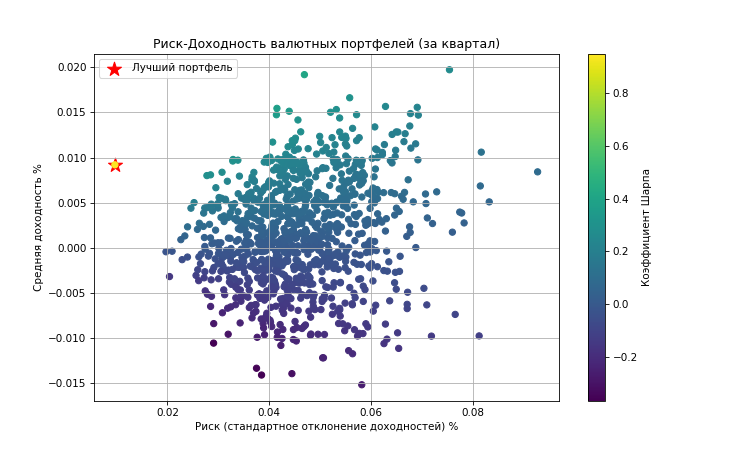 Риск-Доходность валютных портфелей (за квартал)
Лучший портфель
0.020
0.015
0.010
0.005
0.000
−0.005
−0.010
−0.015
Средняя доходность %
0.02 0.04 0.06 0.08
Риск (стандартное отклонение доходностей) %
0.8
0.6
0.4
0.2
0.0
−0.2
Коэффициент Шарпа